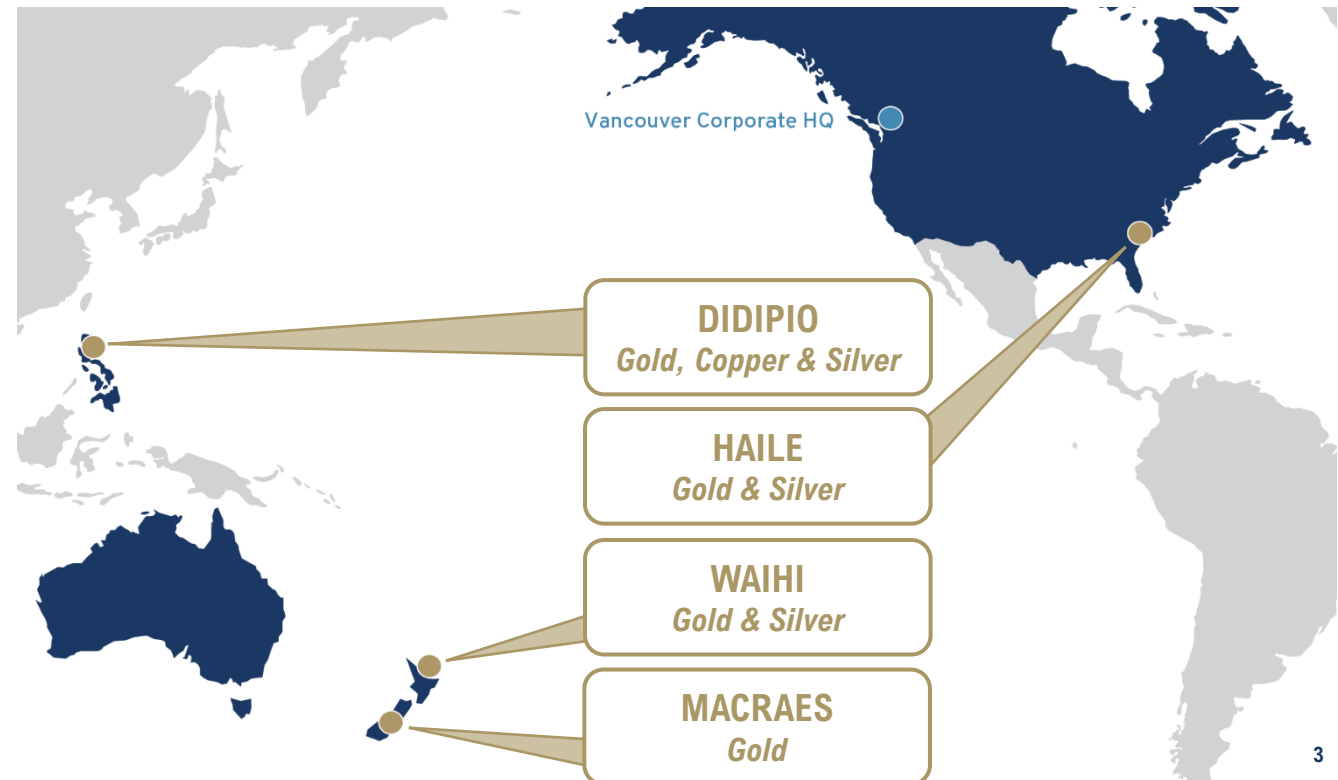 Vancouver Corporate HQ
DIDIPIO
Gold, Copper & Silver
HAILE
Gold & Silver
WAIHI
Gold & Silver
MACRAES
Gold
3